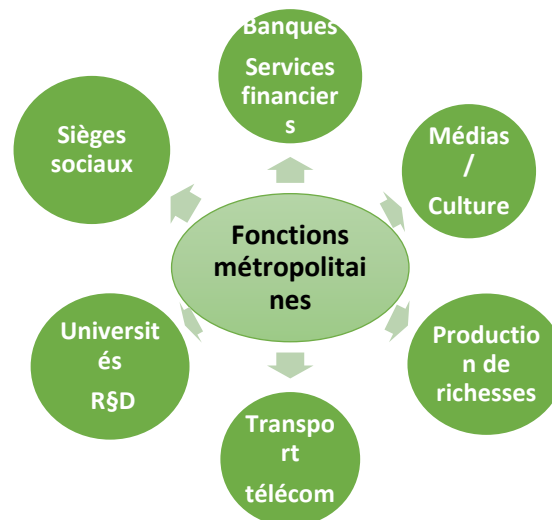 Banques
Services
financier
s
Médias
/
Culture
Productio
n de
richesses
Transpo
rt
télécom
Universit
és
R§D
Sièges
sociaux
Fonctions
métropolitai
nes